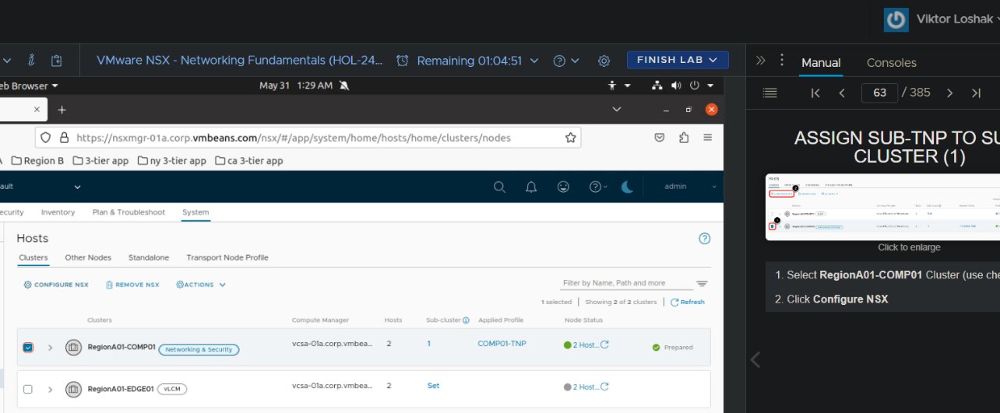 Viktor Loshak
VMware NSX - Networking Fundamentals (HOL-24... Remaining 01:04:51 FINISH LAB
Manual Consoles
eb Browser May 31 1:29 AM
63 / 385
https://nsxmgr-01a.corp.vmbeans.com/nsx/#/app/system/home/hosts/home/clusters/nodes
Region B 3-tier app ny 3-tier app ca 3-tier app
ault admin
ecurity Inventory Plan & Troubleshoot System
Hosts
Clusters Other Nodes Standalone Transport Node Profile
CONFIGURE NSX REMOVE NSX ACTIONS Filter by Name, Path and more
1 selected | Showing 2 of 2 clusters | Refresh
Clusters Compute Manager Hosts Sub-cluster Applied Profile Node Status
RegionA01-COMP01 Networking & Security vcsa-01a.corp.vmbea... 2 1 COMP01-TNP 2 Host... Prepared
RegionA01-EDGE01 vLCM vcsa-01a.corp.vmbea... 2 Set 2 Host...
ASSIGN SUB-TNP TO SU
CLUSTER (1)
Hosts
Click to enlarge
1. Select RegionA01-COMP01 Cluster (use che
2. Click Configure NSX